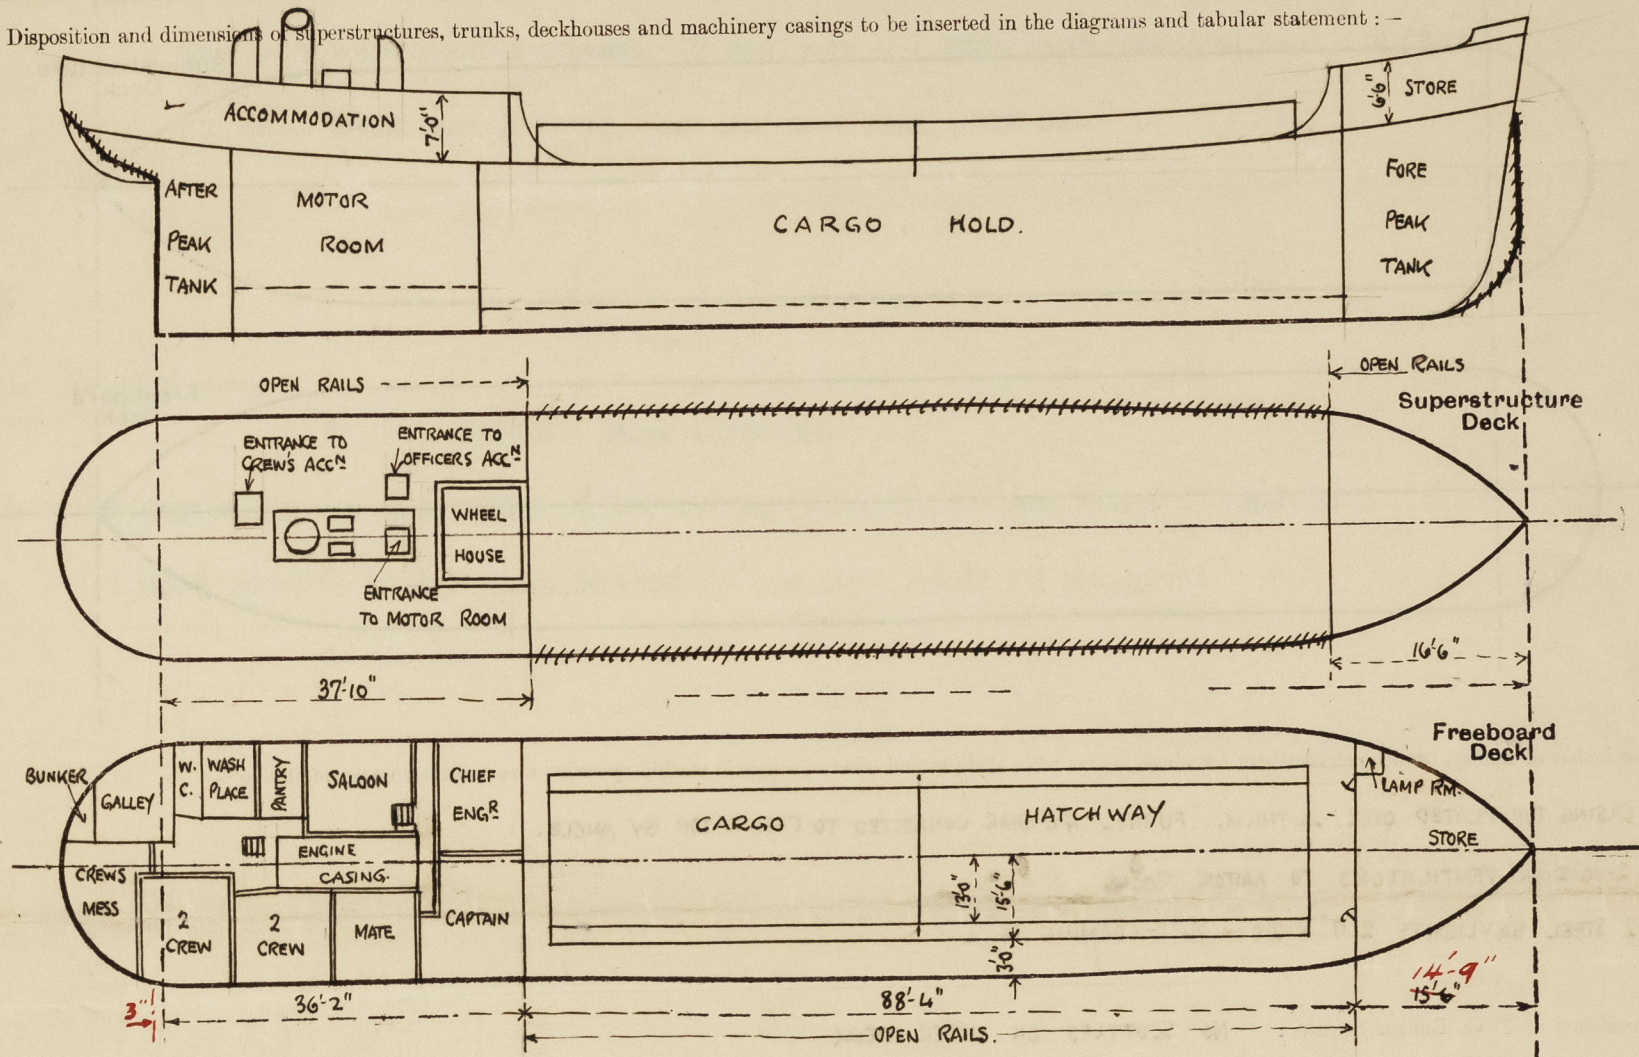 Disposition and dimensions of superstructures, trunks, deckhouses and machinery casings to be inserted in the diagrams and tabular statement : —
ACCOMMODATION
7'-0"
6'-6"
STORE
AFTER
PEAK
TANK
MOTOR
ROOM
CARGO HOLD.
FORE
PEAK
TANK
OPEN RAILS
OPEN RAILS
Superstructure
Deck
ENTRANCE TO
CREW'S ACCN
ENTRANCE TO
OFFICERS ACCN
WHEEL
HOUSE
ENTRANCE
TO MOTOR ROOM
16'-6"
37'-10"
Freeboard
Deck
BUNKER
GALLEY
W.
C.
WASH
PLACE
PANTRY
SALOON
CHIEF
ENGR
LAMP RM.
CARGO HATCHWAY
STORE
ENGINE
CASING.
CREWS
MESS
2
CREW
2
CREW
MATE
CAPTAIN
13'-0"
15'-6"
3'-0"
14'-9"
15'-6"
3"
36'-2"
88'-4"
OPEN RAILS.